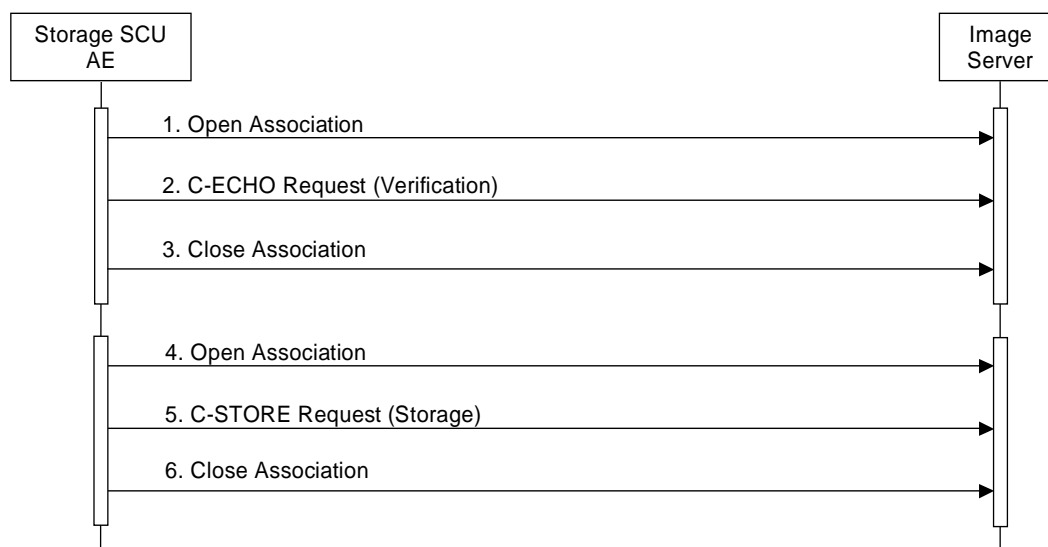 Storage SCU
AE
Image
Server
1. Open Association
2. C-ECHO Request (Verification)
3. Close Association
4. Open Association
5. C-STORE Request (Storage)
6. Close Association